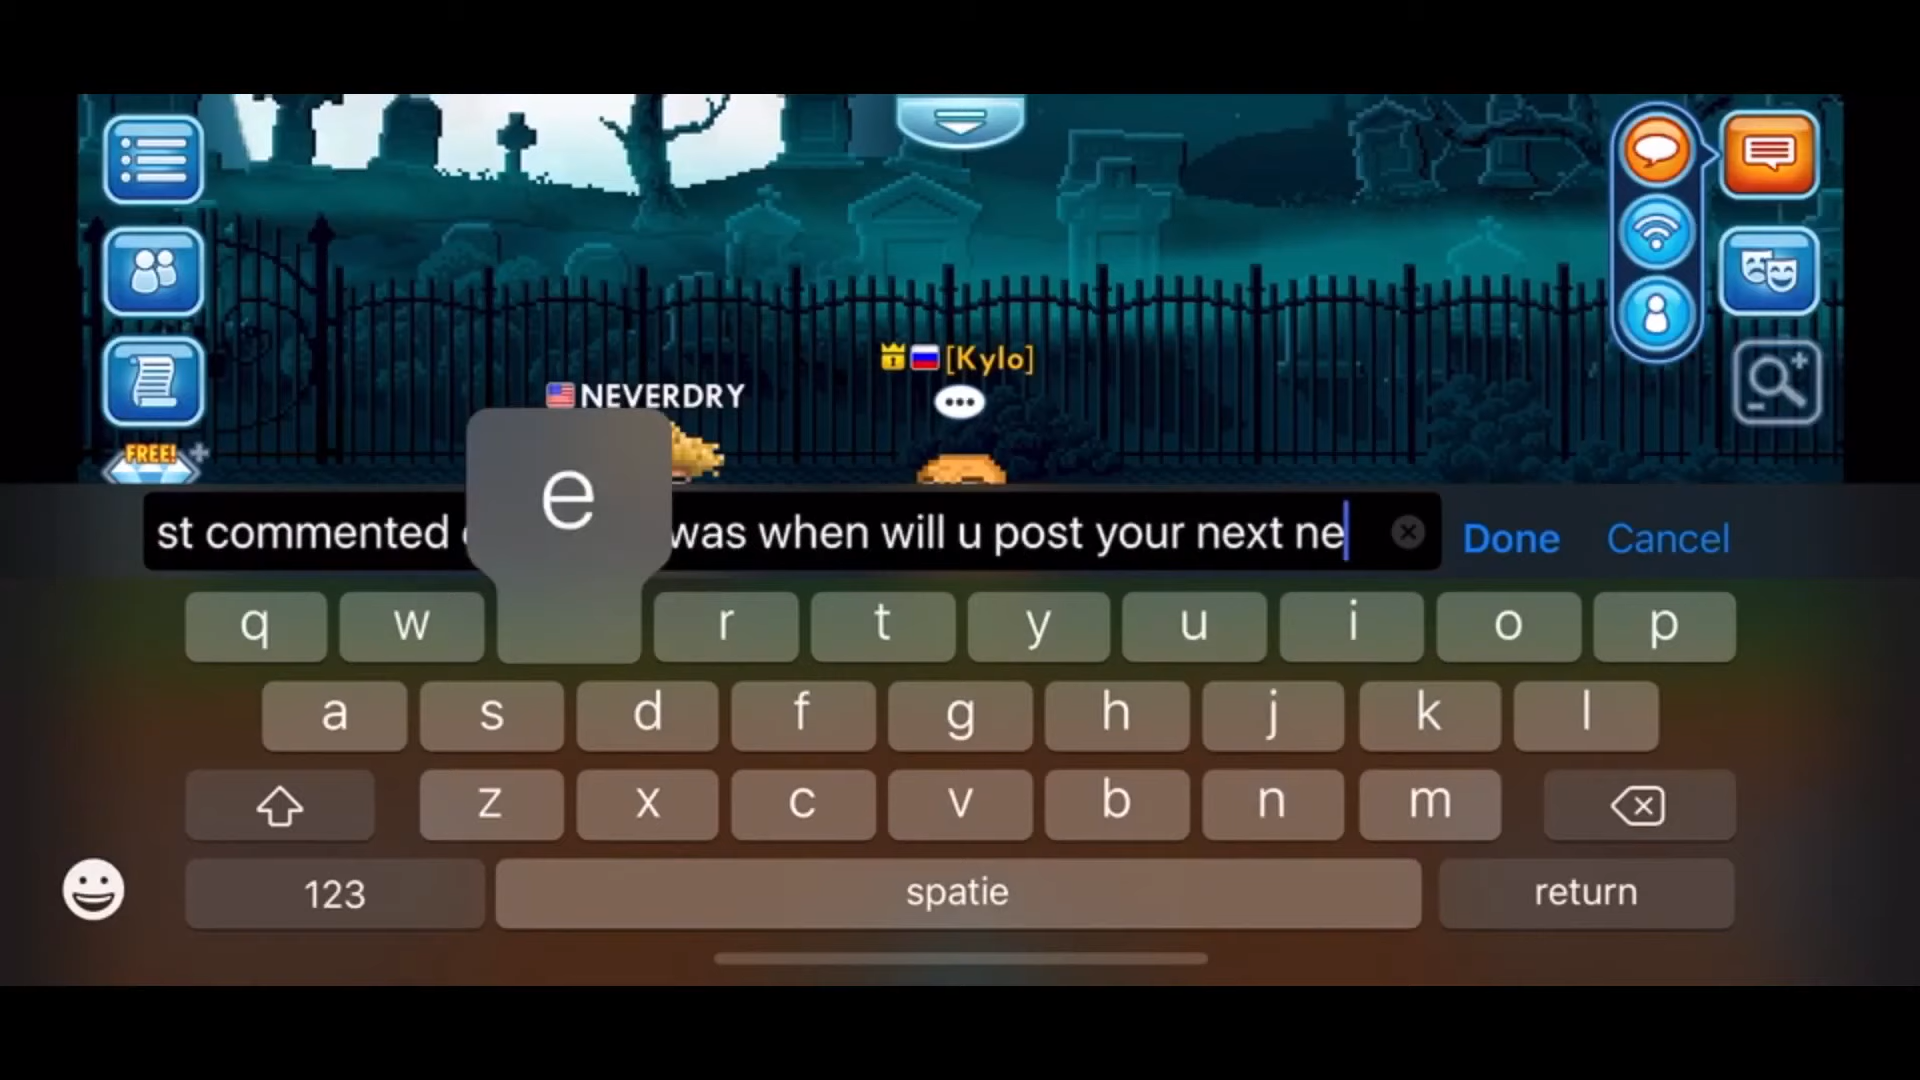 [Kylo]
NEVERDRY
FREE!
e
st commented was when will u post your next ne
Done Cancel
q w r t y u i o p
a s d f g h j k l
z x c v b n m
123 spatie return